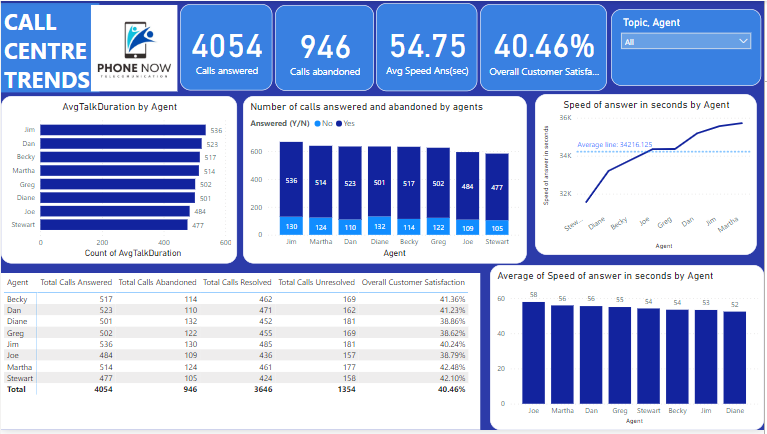 CALL
CENTRE
TRENDS
PHONE NOW
TELECOMUNICATION
4054
Calls answered
946
Calls abandoned
54.75
Avg Speed Ans(sec)
40.46%
Overall Customer Satisfa...
Topic, Agent
All
AvgTalkDuration by Agent
Jim 536
Dan 523
Becky 517
Martha 514
Greg 502
Diane 501
Joe 484
Stewart 477
0 200 400 600
Count of AvgTalkDuration
Number of calls answered and abandoned by agents
Answered (Y/N) No Yes
600
400
200
0
536 514 523 501 517 502 484 477
130 124 110 132 114 122 109 105
Jim Martha Dan Diane Becky Greg Joe Stewart
Agent
Speed of answer in seconds by Agent
Speed of answer in seconds
36K
34K
32K
Average line: 34216.125
Stew... Diane Becky Joe Greg Dan Jim Martha
Agent
Agent Total Calls Answered Total Calls Abandoned Total Calls Resolved Total Calls Unresolved Overall Customer Satisfaction
Becky 517 114 462 169 41.36%
Dan 523 110 471 162 41.23%
Diane 501 132 452 181 38.86%
Greg 502 122 455 169 38.62%
Jim 536 130 485 181 40.24%
Joe 484 109 436 157 38.79%
Martha 514 124 461 177 42.48%
Stewart 477 105 424 158 42.10%
Total 4054 946 3646 1354 40.46%
Average of Speed of answer in seconds by Agent
60
40
20
0
58 56 56 55 54 54 53 52
Joe Martha Dan Greg Stewart Becky Jim Diane
Agent